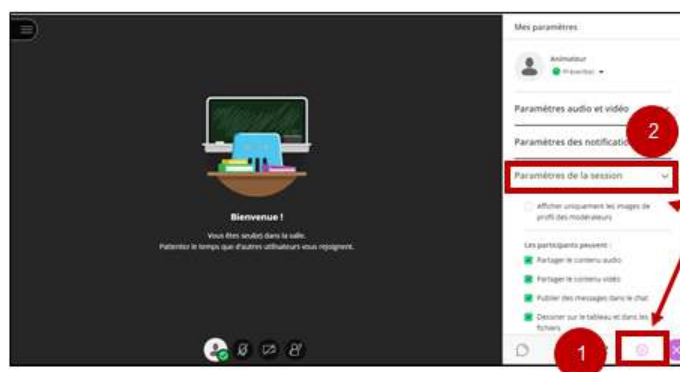 Mes paramètres
Animateur
Présent(e)
Paramètres audio et vidéo
Paramètres des notification
2
Paramètres de la session
Afficher uniquement les images de
profil des modérateurs
Les participants peuvent :
Partager le contenu audio
Partager le contenu vidéo
Publier des messages dans le chat
Dessiner sur le tableau et dans les
fichiers
1
Bienvenue !
Vous êtes seul(e) dans la salle.
Patientez le temps que d'autres utilisateurs vous rejoignent.